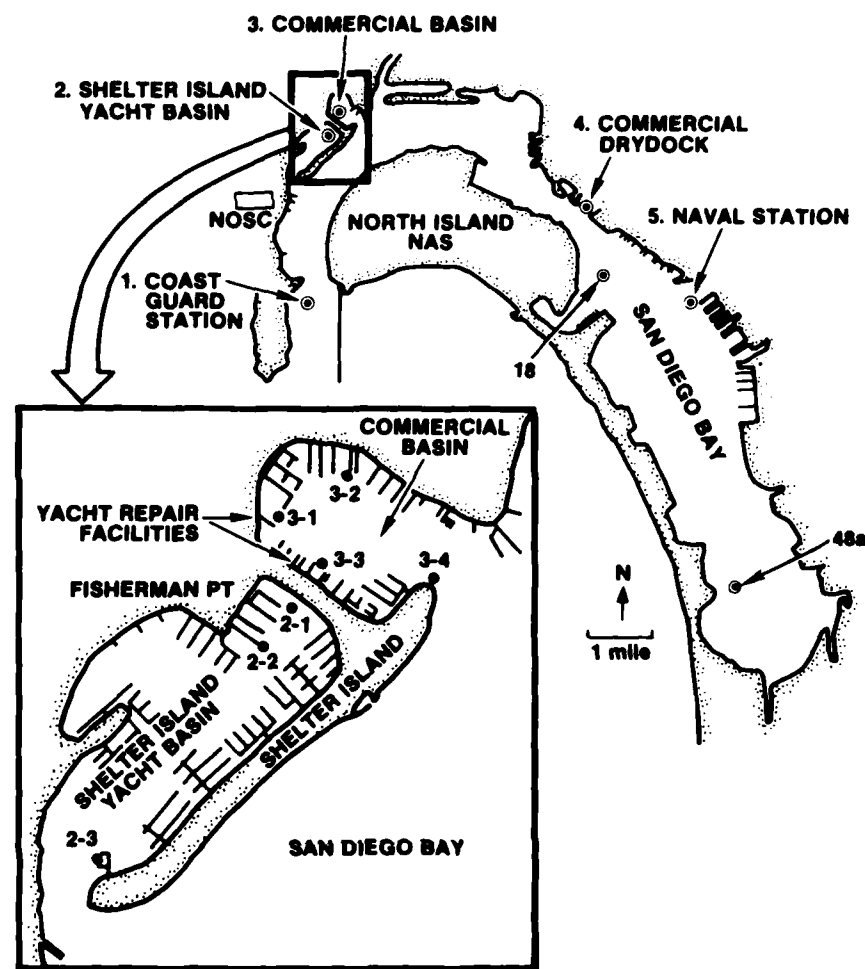 3. COMMERCIAL BASIN
2. SHELTER ISLAND
YACHT BASIN
4. COMMERCIAL
DRYDOCK
NOSC
NORTH ISLAND
NAS
5. NAVAL STATION
1. COAST
GUARD
STATION
18
SAN DIEGO
BAY
48a
N
1 mile
COMMERCIAL
BASIN
YACHT REPAIR
FACILITIES
3-1
3-2
3-3
3-4
FISHERMAN PT
2-1
2-2
SHELTER ISLAND
YACHT BASIN
SHELTER ISLAND
2-3
SAN DIEGO BAY